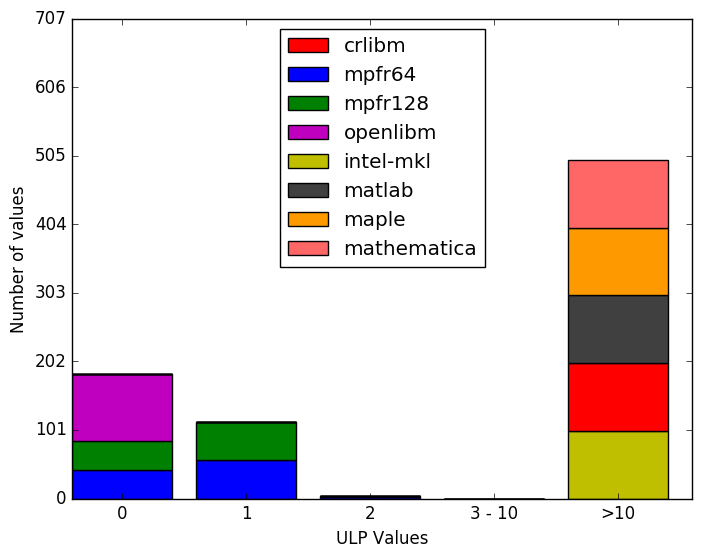 707
606
505
404
303
202
101
0
Number of values
crlibm
mpfr64
mpfr128
openlibm
intel-mkl
matlab
maple
mathematica
0 1 2 3 - 10 >10
ULP Values